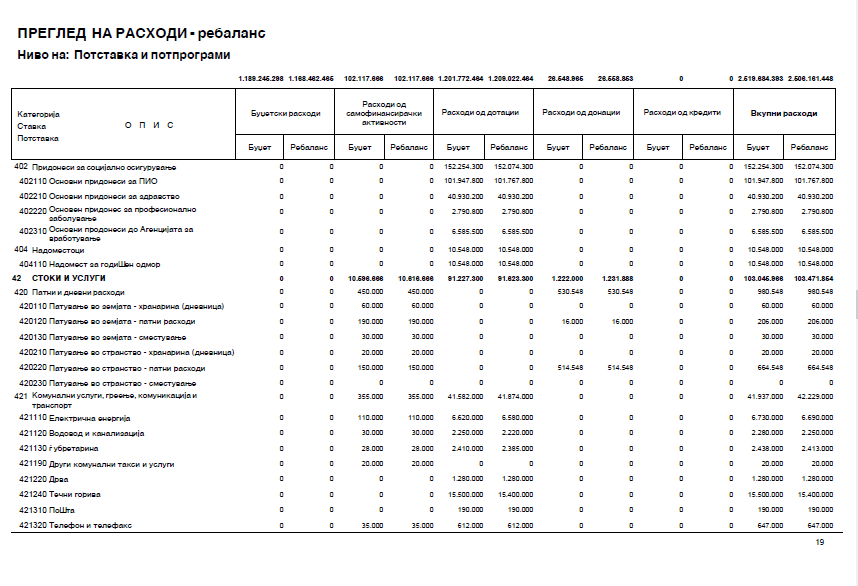 ПРЕГЛЕД НА РАСХОДИ - ребаланс
Ниво на: Потставка и потпрограми
1.189.245.298 1.168.462.465 102.117.666 102.117.666 1.201.772.464 1.209.022.464 26.548.965 26.558.853 0 0 2.519.684.393 2.506.161.448
Категорија
Ставка
Потставка
О П И С
Буџетски расходи
Расходи од самофинансирачки активности
Расходи од дотации
Расходи од донации
Расходи од кредити
Вкупни расходи
Буџет Ребаланс Буџет Ребаланс Буџет Ребаланс Буџет Ребаланс Буџет Ребаланс Буџет Ребаланс
402 Придонеси за социјално осигурување 0 0 0 0 152.254.300 152.074.300 0 0 0 0 152.254.300 152.074.300
402110 Основни придонеси за ПИО 0 0 0 0 101.947.800 101.767.800 0 0 0 0 101.947.800 101.767.800
402210 Основни придонеси за здравство 0 0 0 0 40.930.200 40.930.200 0 0 0 0 40.930.200 40.930.200
402220 Основен придонес за професионално заболување 0 0 0 0 2.790.800 2.790.800 0 0 0 0 2.790.800 2.790.800
402310 Основни продонеси до Агенцијата за вработување 0 0 0 0 6.585.500 6.585.500 0 0 0 0 6.585.500 6.585.500
404 Надоместоци 0 0 0 0 10.548.000 10.548.000 0 0 0 0 10.548.000 10.548.000
404110 Надомест за годиШен одмор 0 0 0 0 10.548.000 10.548.000 0 0 0 0 10.548.000 10.548.000
42 СТОКИ И УСЛУГИ 0 0 10.596.666 10.616.666 91.227.300 91.623.300 1.222.000 1.231.888 0 0 103.045.966 103.471.854
420 Патни и дневни расходи 0 0 450.000 450.000 0 0 530.548 530.548 0 0 980.548 980.548
420110 Патување во земјата - хранарина (дневница) 0 0 60.000 60.000 0 0 0 0 0 0 60.000 60.000
420120 Патување во земјата - патни расходи 0 0 190.000 190.000 0 0 16.000 16.000 0 0 206.000 206.000
420130 Патување во земјата - сместување 0 0 30.000 30.000 0 0 0 0 0 0 30.000 30.000
420210 Патување во странство - хранарина (дневница) 0 0 20.000 20.000 0 0 0 0 0 0 20.000 20.000
420220 Патување во странство - патни расходи 0 0 150.000 150.000 0 0 514.548 514.548 0 0 664.548 664.548
420230 Патување во странство - сместување 0 0 0 0 0 0 0 0 0 0 0 0
421 Комунални услуги, греење, комуникација и транспорт 0 0 355.000 355.000 41.582.000 41.874.000 0 0 0 0 41.937.000 42.229.000
421110 Електрична енергија 0 0 110.000 110.000 6.620.000 6.580.000 0 0 0 0 6.730.000 6.690.000
421120 Водовод и канализација 0 0 30.000 30.000 2.250.000 2.220.000 0 0 0 0 2.280.000 2.250.000
421130 ѓубретарина 0 0 28.000 28.000 2.410.000 2.385.000 0 0 0 0 2.438.000 2.413.000
421190 Други комунални такси и услуги 0 0 20.000 20.000 0 0 0 0 0 0 20.000 20.000
421220 Дрва 0 0 0 0 1.280.000 1.280.000 0 0 0 0 1.280.000 1.280.000
421240 Течни горива 0 0 0 0 15.500.000 15.400.000 0 0 0 0 15.500.000 15.400.000
421310 ПоШта 0 0 0 0 190.000 190.000 0 0 0 0 190.000 190.000
421320 Телефон и телефакс 0 0 35.000 35.000 612.000 612.000 0 0 0 0 647.000 647.000
19